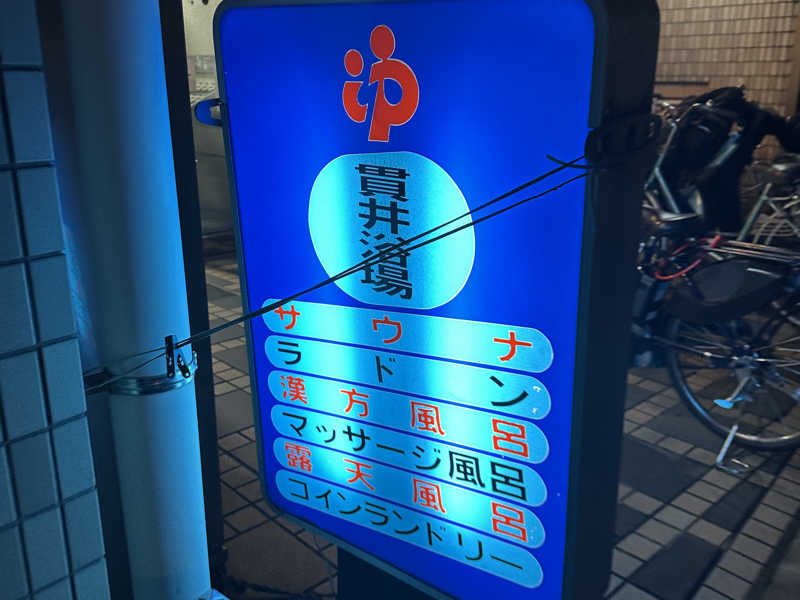 ゆ
貫井浴場
サウナ
ラドン
漢方風呂
マッサージ風呂
露天風呂
コインランドリー